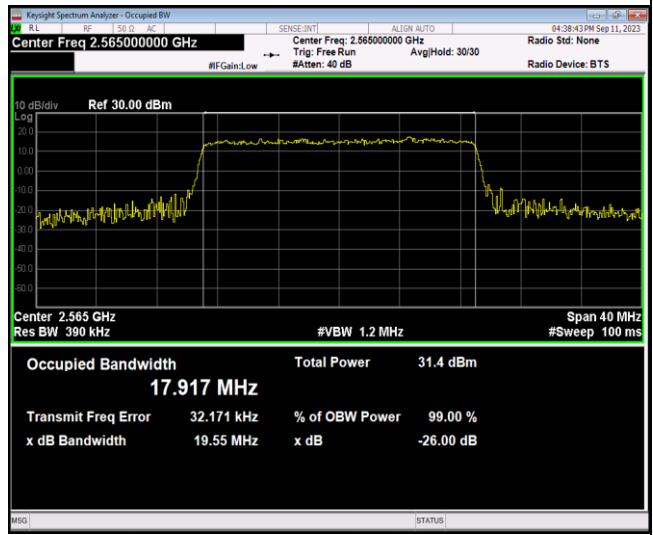 Keysight Spectrum Analyzer - Occupied BW
LXI RL RF 50 Ω AC SENSE:INT ALIGN AUTO 04:38:43 PM Sep 11, 2023
Center Freq 2.565000000 GHz Center Freq: 2.565000000 GHz Radio Std: None
Trig: Free Run Avg|Hold: 30/30
#IFGain:Low #Atten: 40 dB Radio Device: BTS
10 dB/div Ref 30.00 dBm
Log
20.0
10.0
0.00
-10.0
-20.0
-30.0
-40.0
-50.0
-60.0
Center 2.565 GHz Span 40 MHz
Res BW 390 kHz #VBW 1.2 MHz #Sweep 100 ms
Occupied Bandwidth Total Power 31.4 dBm
17.917 MHz
Transmit Freq Error 32.171 kHz % of OBW Power 99.00 %
x dB Bandwidth 19.55 MHz x dB -26.00 dB
MSG STATUS